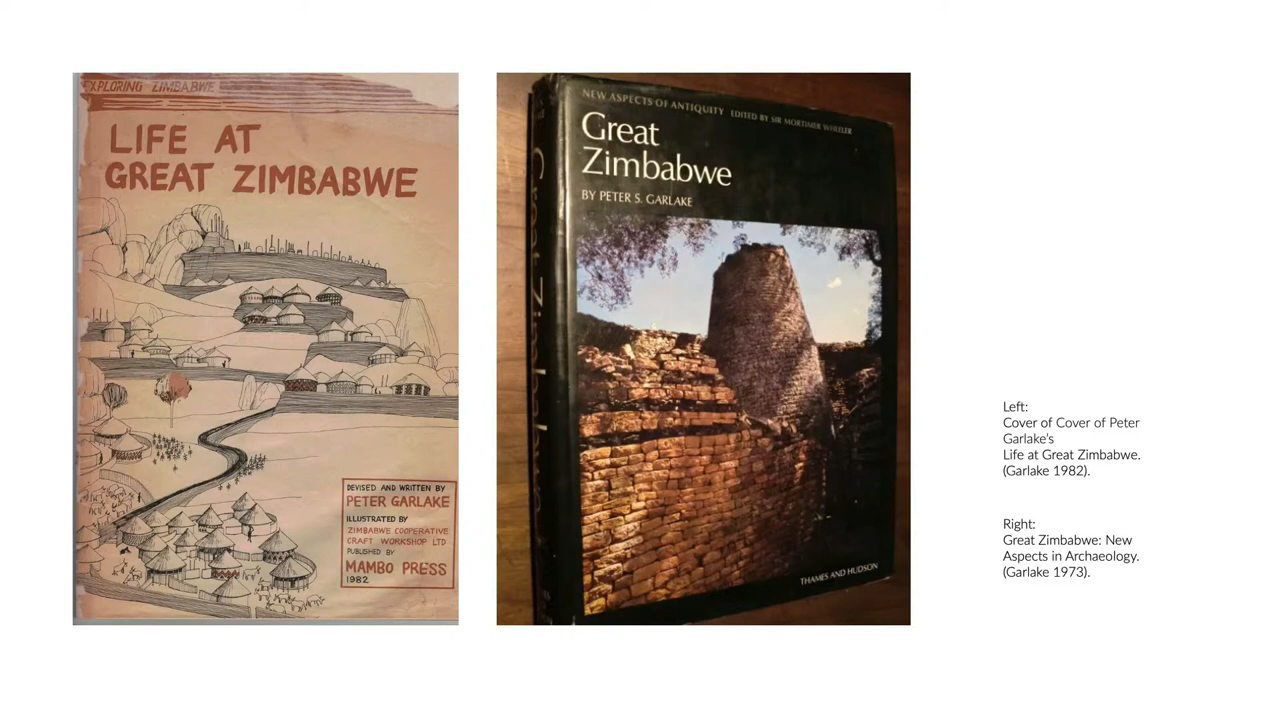 EXPLORING ZIMBABWE
LIFE AT
GREAT ZIMBABWE
DEVISED AND WRITTEN BY
PETER GARLAKE
ILLUSTRATED BY
ZIMBABWE COOPERATIVE
CRAFT WORKSHOP LTD
PUBLISHED BY
MAMBO PRESS
1982
NEW ASPECTS OF ANTIQUITY EDITED BY SIR MORTIMER WHEELER
Great
Zimbabwe
BY PETER S. GARLAKE
THAMES AND HUDSON
Great Zimbabwe
Left:
Cover of Cover of Peter
Garlake's
Life at Great Zimbabwe.
(Garlake 1982).
Right:
Great Zimbabwe: New
Aspects in Archaeology.
(Garlake 1973).